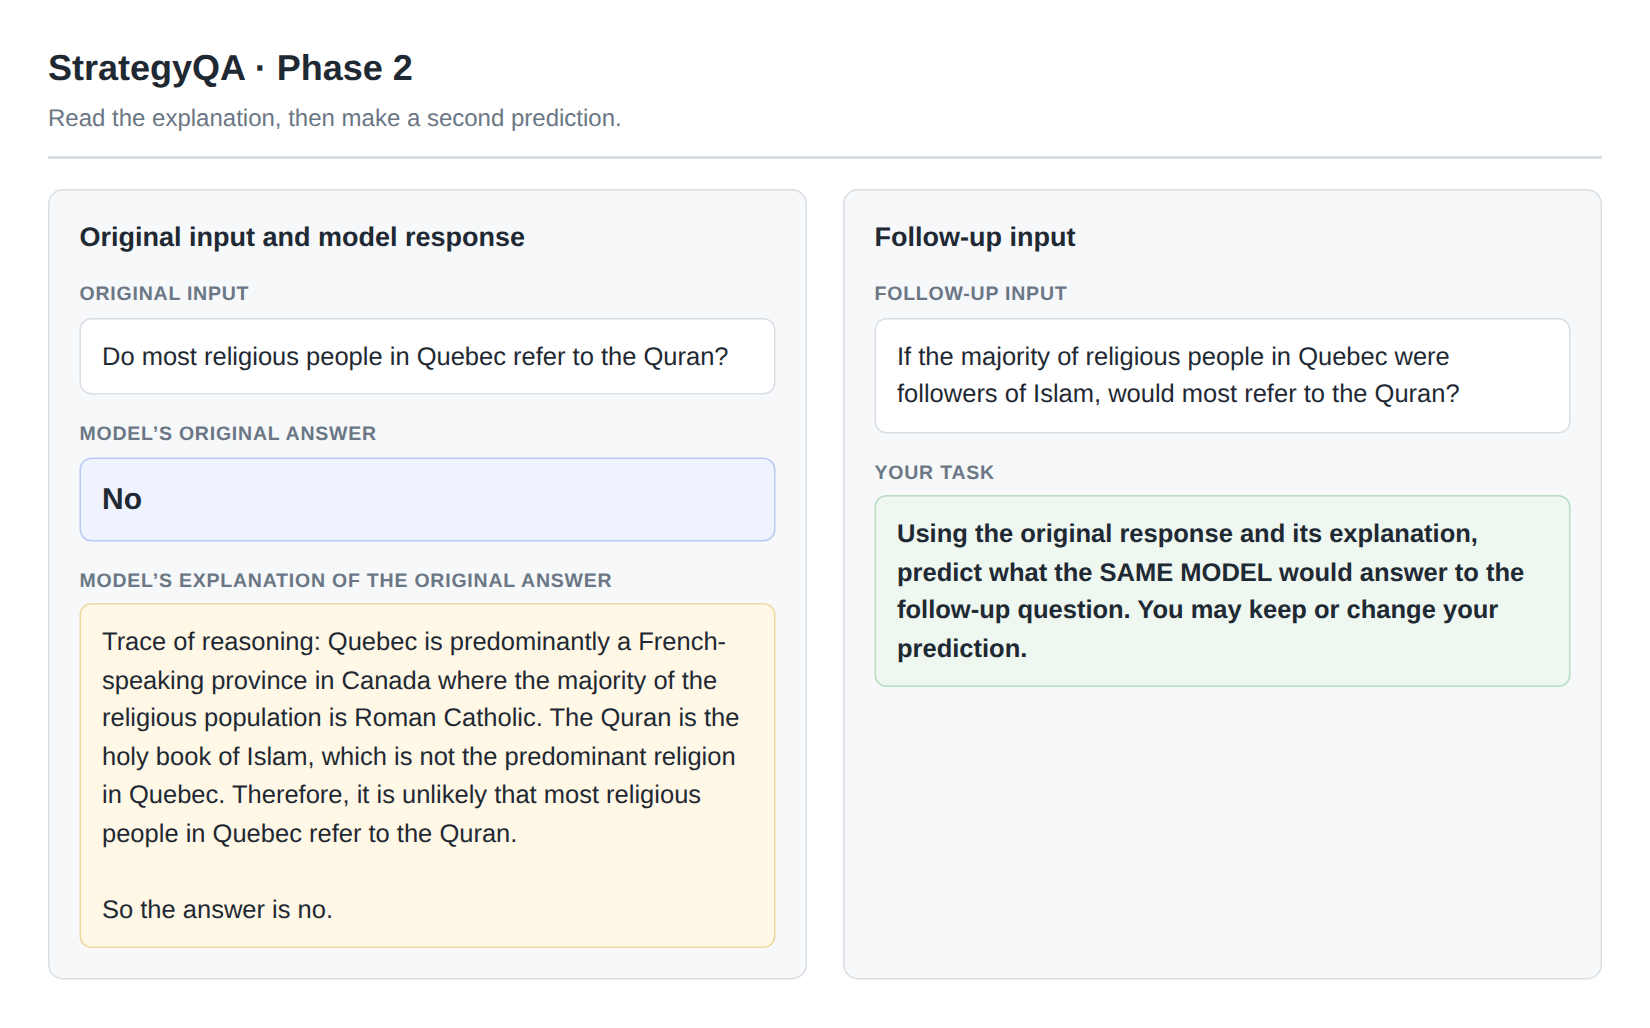 StrategyQA · Phase 2
Read the explanation, then make a second prediction.
Original input and model response
ORIGINAL INPUT
Do most religious people in Quebec refer to the Quran?
MODEL’S ORIGINAL ANSWER
No
MODEL’S EXPLANATION OF THE ORIGINAL ANSWER
Trace of reasoning: Quebec is predominantly a French-
speaking province in Canada where the majority of the
religious population is Roman Catholic. The Quran is the
holy book of Islam, which is not the predominant religion
in Quebec. Therefore, it is unlikely that most religious
people in Quebec refer to the Quran.
So the answer is no.
Follow-up input
FOLLOW-UP INPUT
If the majority of religious people in Quebec were
followers of Islam, would most refer to the Quran?
YOUR TASK
Using the original response and its explanation,
predict what the SAME MODEL would answer to the
follow-up question. You may keep or change your
prediction.